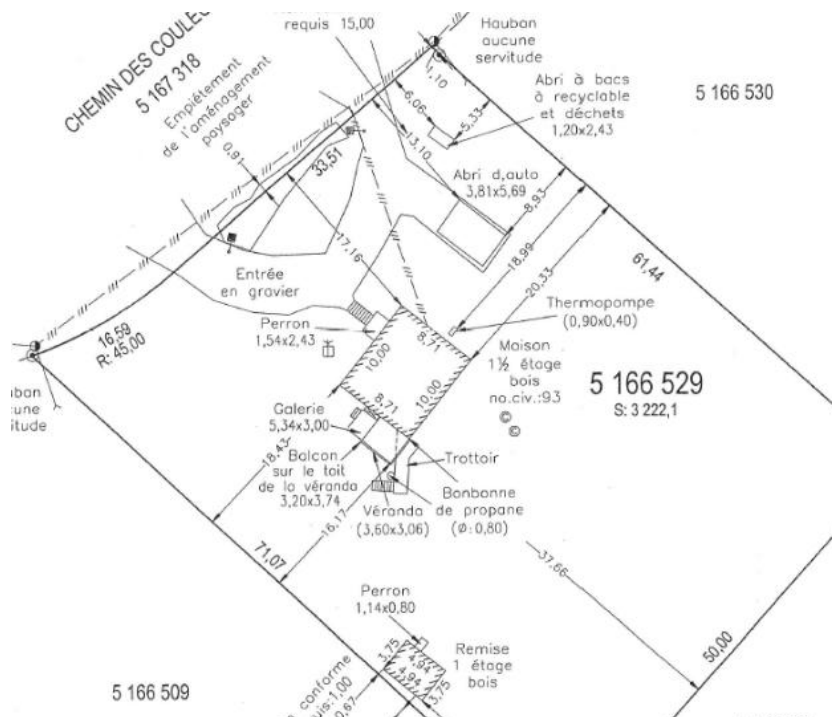 CHEMIN DES COULE
5 167 318
Empiétement
de l'aménagement
paysager
0,91
requis 15,00
Hauban
aucune
servitude
1,10
6,06
5,33
13,10
Abri à bacs
à recyclable
et déchets
1,20x2,43
5 166 530
33,51
Abri d,auto
3,81x5,69
8,93
17,16
18,99
20,33
61,44
Entrée
en gravier
16,59
R: 45,00
Perron
1,54x2,43
Thermopompe
(0,90x0,40)
8,71
10,00
10,00
8,71
Maison
1½ étage
bois
no.civ.:93
5 166 529
S: 3 222,1
uban
cune
vitude
Galerie
5,34x3,00
18,43
Balcon
sur le toit
de la véranda
3,20x3,74
Trottoir
Bonbonne
de propane
(Ø:0,80)
Véranda
(3,60x3,06)
16,17
71,07
37,66
50,00
Perron
1,14x0,80
3,75
4,94
4,94
3,75
Remise
1 étage
bois
5 166 509
conforme
uis:1,00
0,67